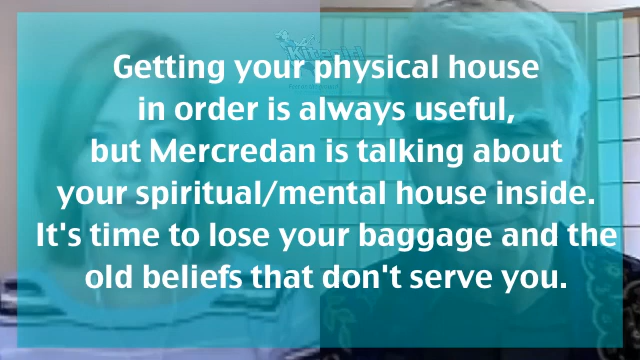 Getting your physical house
in order is always useful,
but Mercredan is talking about
your spiritual/mental house inside.
It's time to lose your baggage and the
old beliefs that don't serve you.